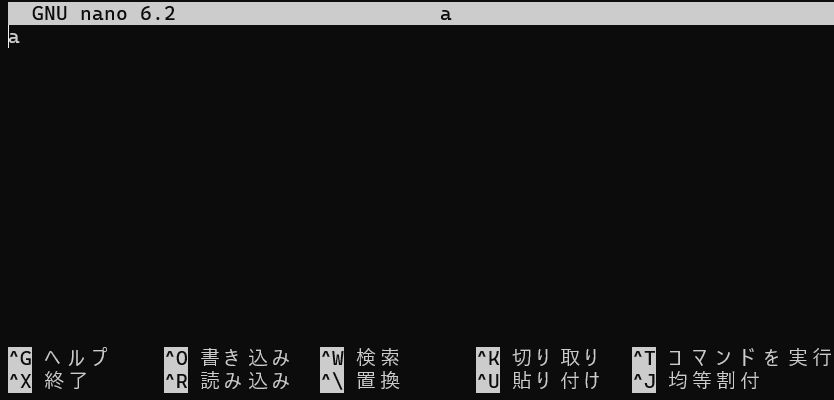 GNU nano 6.2 a
a
^G ヘルプ ^O 書き込み ^W 検索 ^K 切り取り ^T コマンドを実行
^X 終了 ^R 読み込み ^\ 置換 ^U 貼り付け ^J 均等割付